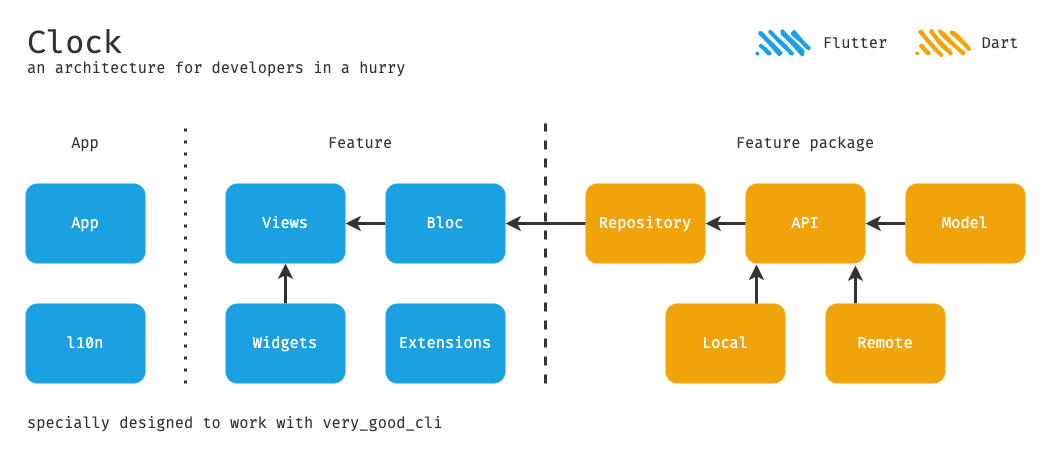 Clock
an architecture for developers in a hurry
Flutter
Dart
App
Feature
Feature package
App
Views
Bloc
Repository
API
Model
l10n
Widgets
Extensions
Local
Remote
specially designed to work with very_good_cli